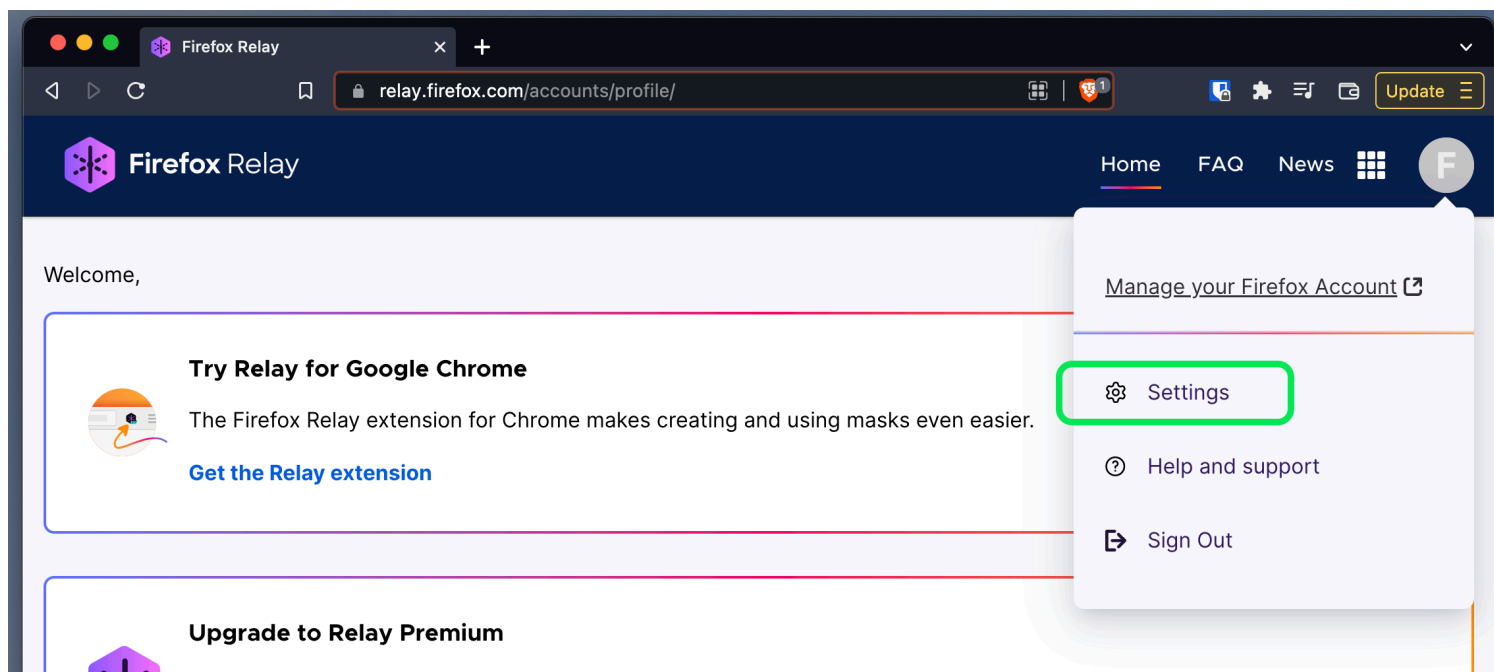 Firefox Relay
relay.firefox.com/accounts/profile/
1
Update
Firefox Relay
Home FAQ News
F
Welcome,
Manage your Firefox Account
Try Relay for Google Chrome
The Firefox Relay extension for Chrome makes creating and using masks even easier.
Get the Relay extension
Settings
Help and support
Sign Out
Upgrade to Relay Premium